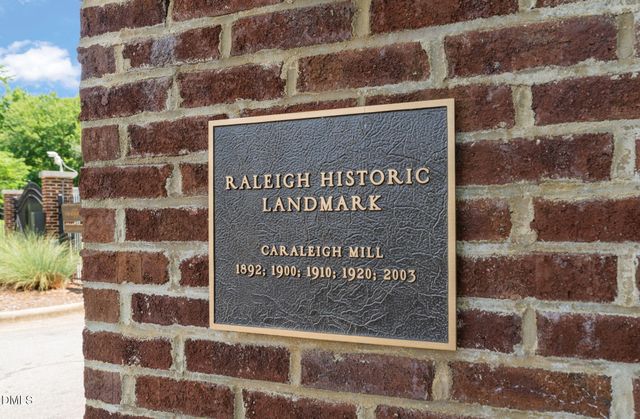 RALEIGH HISTORIC
LANDMARK
CARALEIGH MILL
1892; 1900; 1910; 1920; 2003
DMLS